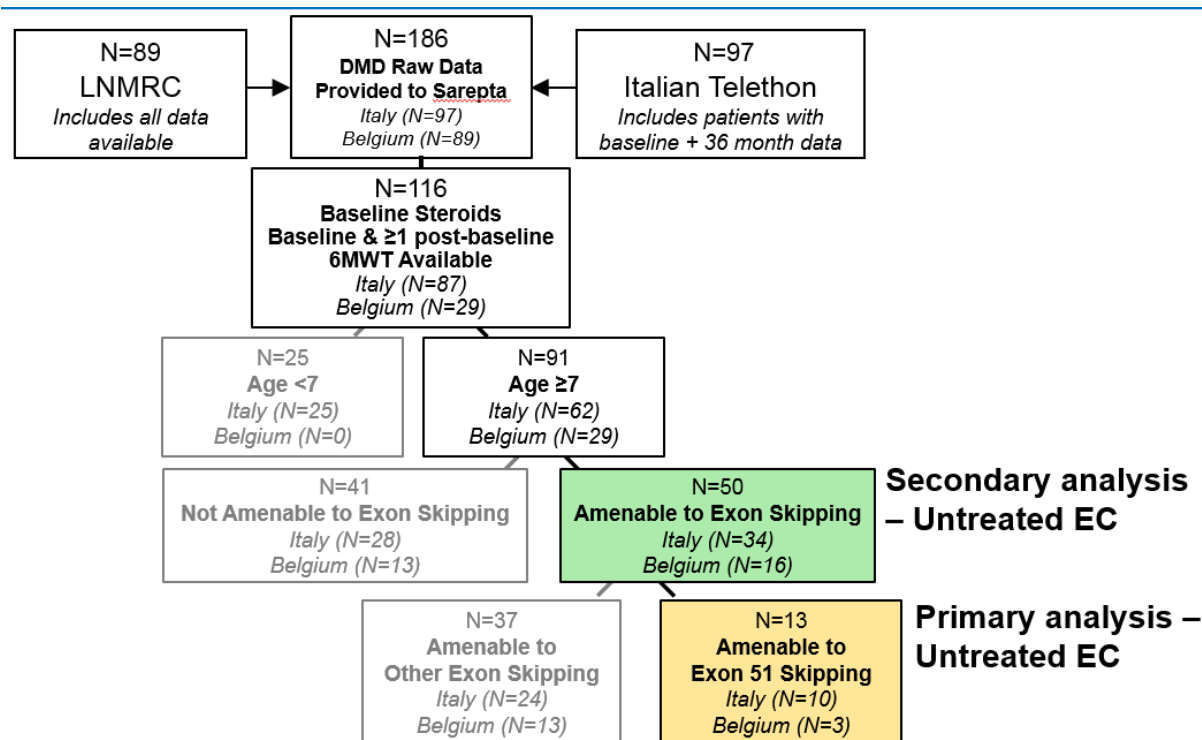 N=89
LNMRC
Includes all data
available
N=186
DMD Raw Data
Provided to Sarepta
Italy (N=97)
Belgium (N=89)
N=97
Italian Telethon
Includes patients with
baseline + 36 month data
N=116
Baseline Steroids
Baseline & ≥1 post-baseline
6MWT Available
Italy (N=87)
Belgium (N=29)
N=25
Age <7
Italy (N=25)
Belgium (N=0)
N=91
Age ≥7
Italy (N=62)
Belgium (N=29)
N=41
Not Amenable to Exon Skipping
Italy (N=28)
Belgium (N=13)
N=50
Amenable to Exon Skipping
Italy (N=34)
Belgium (N=16)
Secondary analysis
– Untreated EC
N=37
Amenable to
Other Exon Skipping
Italy (N=24)
Belgium (N=13)
N=13
Amenable to
Exon 51 Skipping
Italy (N=10)
Belgium (N=3)
Primary analysis –
Untreated EC